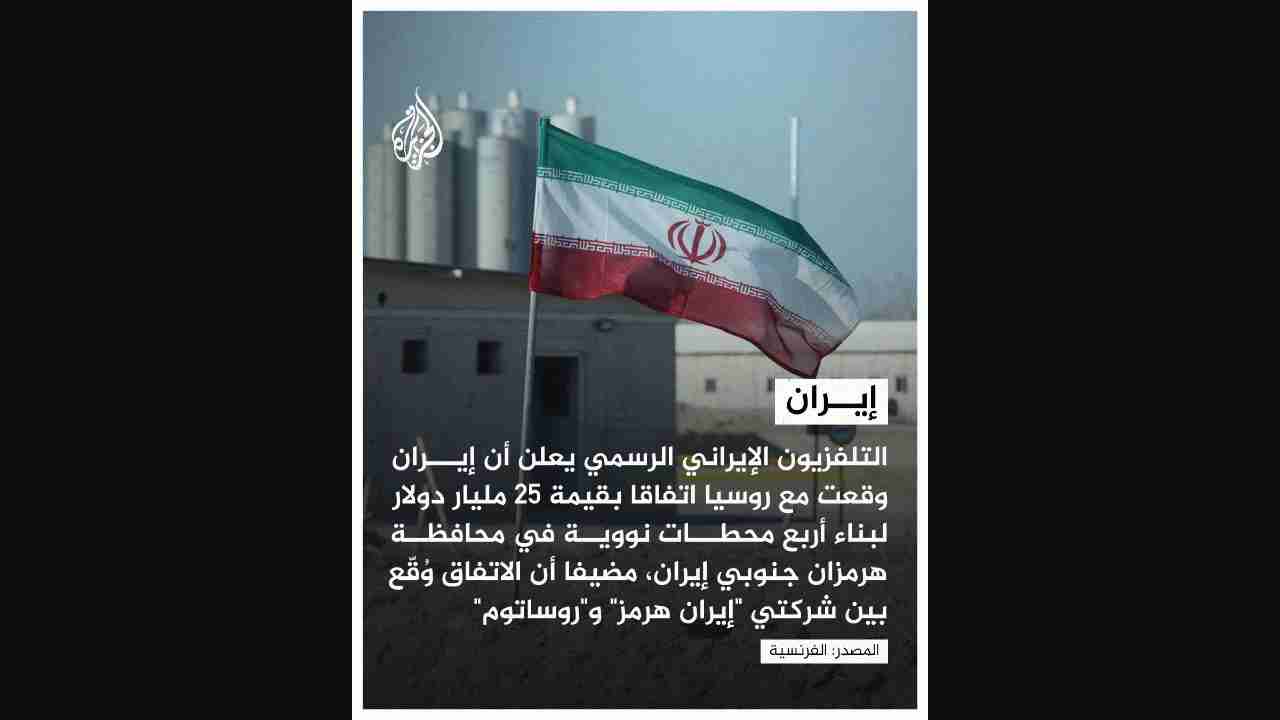 الجزيرة
إيـــران
التلفزيون الإيراني الرسمي يعلن أن إيـــران
وقعت مع روسيا اتفاقا بقيمة 25 مليار دولار
لبناء أربع محطـــات نوويـــة في محافظـــة
هرمزان جنوبي إيران، مضيفا أن الاتفاق وُقّع
بين شركتي "إيران هرمز" و"روساتوم"
المصدر: الفرنسية